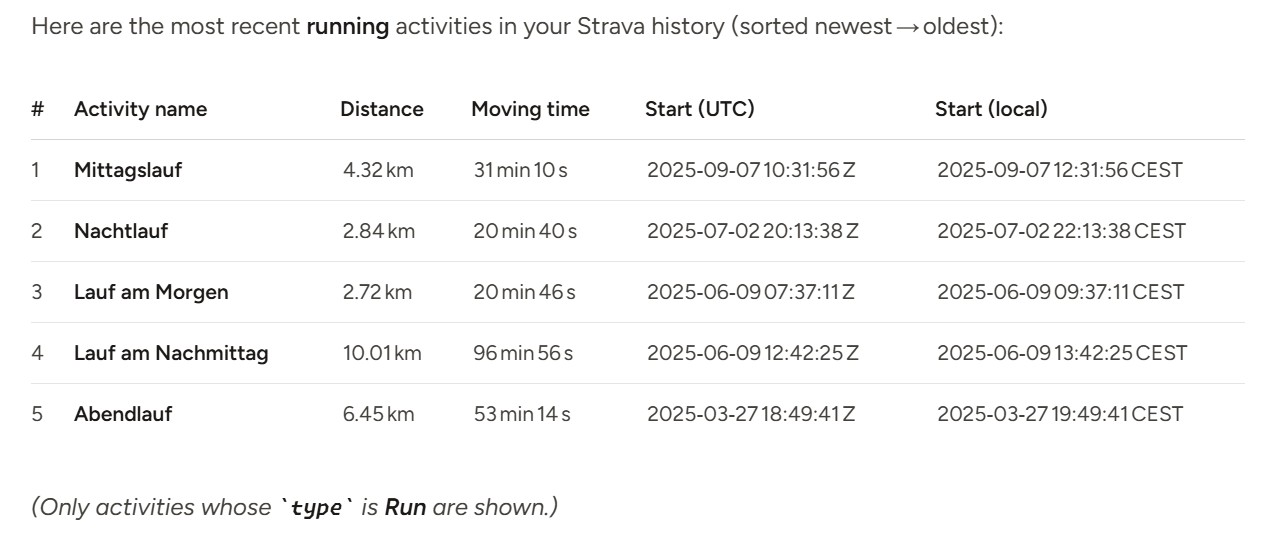 Here are the most recent running activities in your Strava history (sorted newest → oldest):
# Activity name Distance Moving time Start (UTC) Start (local)
1 Mittagslauf 4.32 km 31 min 10 s 2025-09-07 10:31:56 Z 2025-09-07 12:31:56 CEST
2 Nachtlauf 2.84 km 20 min 40 s 2025-07-02 20:13:38 Z 2025-07-02 22:13:38 CEST
3 Lauf am Morgen 2.72 km 20 min 46 s 2025-06-09 07:37:11 Z 2025-06-09 09:37:11 CEST
4 Lauf am Nachmittag 10.01 km 96 min 56 s 2025-06-09 12:42:25 Z 2025-06-09 13:42:25 CEST
5 Abendlauf 6.45 km 53 min 14 s 2025-03-27 18:49:41 Z 2025-03-27 19:49:41 CEST
(Only activities whose `type` is Run are shown.)